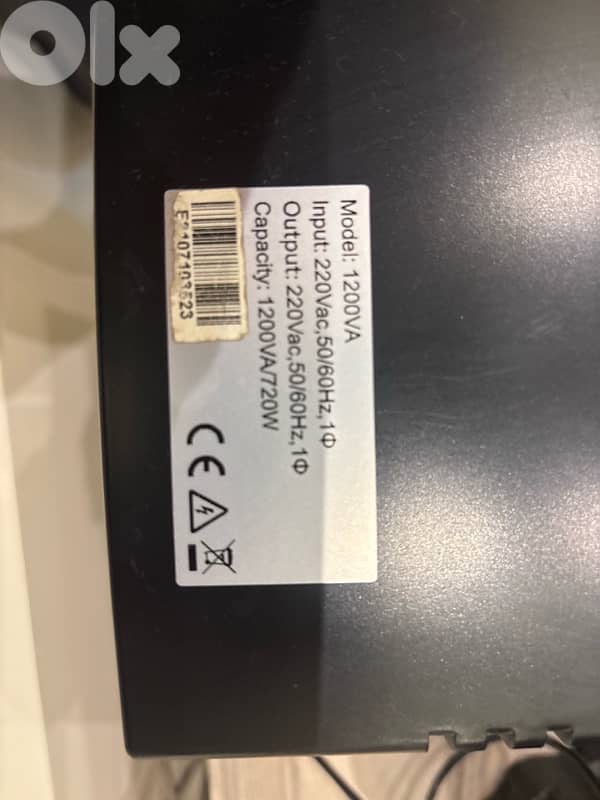 olx
Model: 1200VA
Input: 220Vac,50/60Hz,1Φ
Output: 220Vac,50/60Hz,1Φ
Capacity: 1200VA/720W
CE